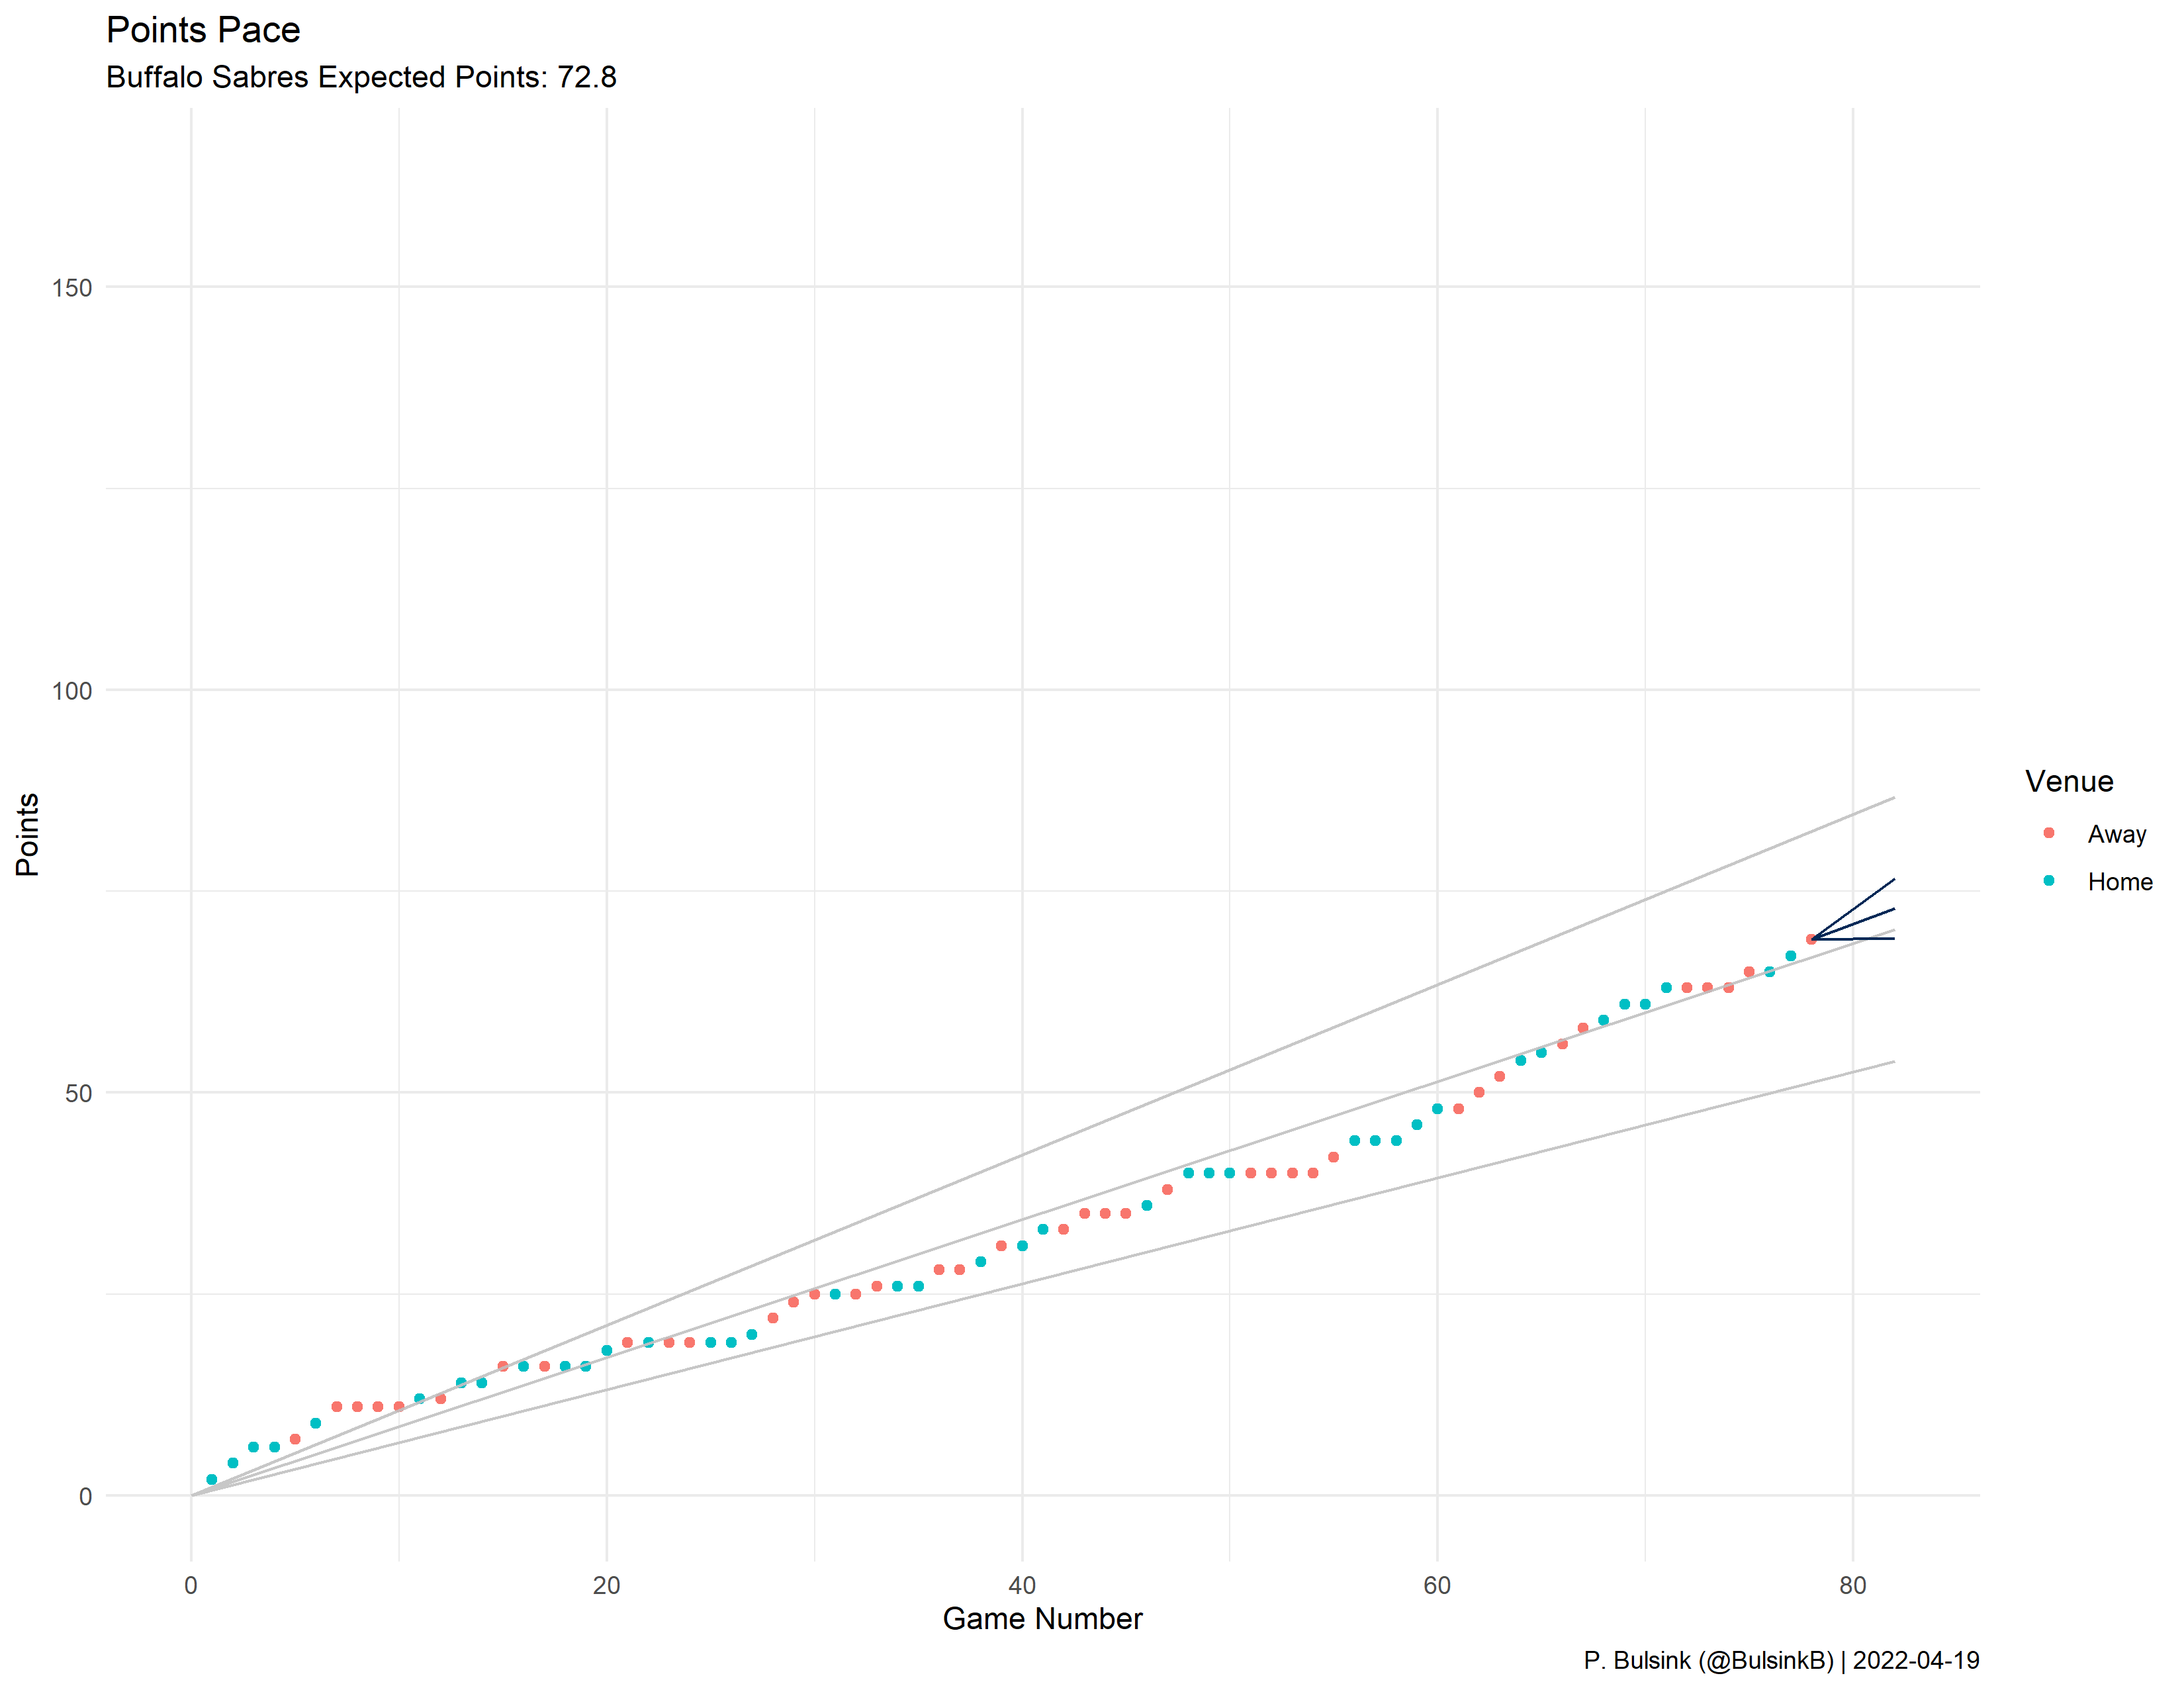 Points Pace
Buffalo Sabres Expected Points: 72.8
150
100
50
0
Points
0 20 40 60 80
Game Number
Venue
Away
Home
P. Bulsink (@BulsinkB) | 2022-04-19